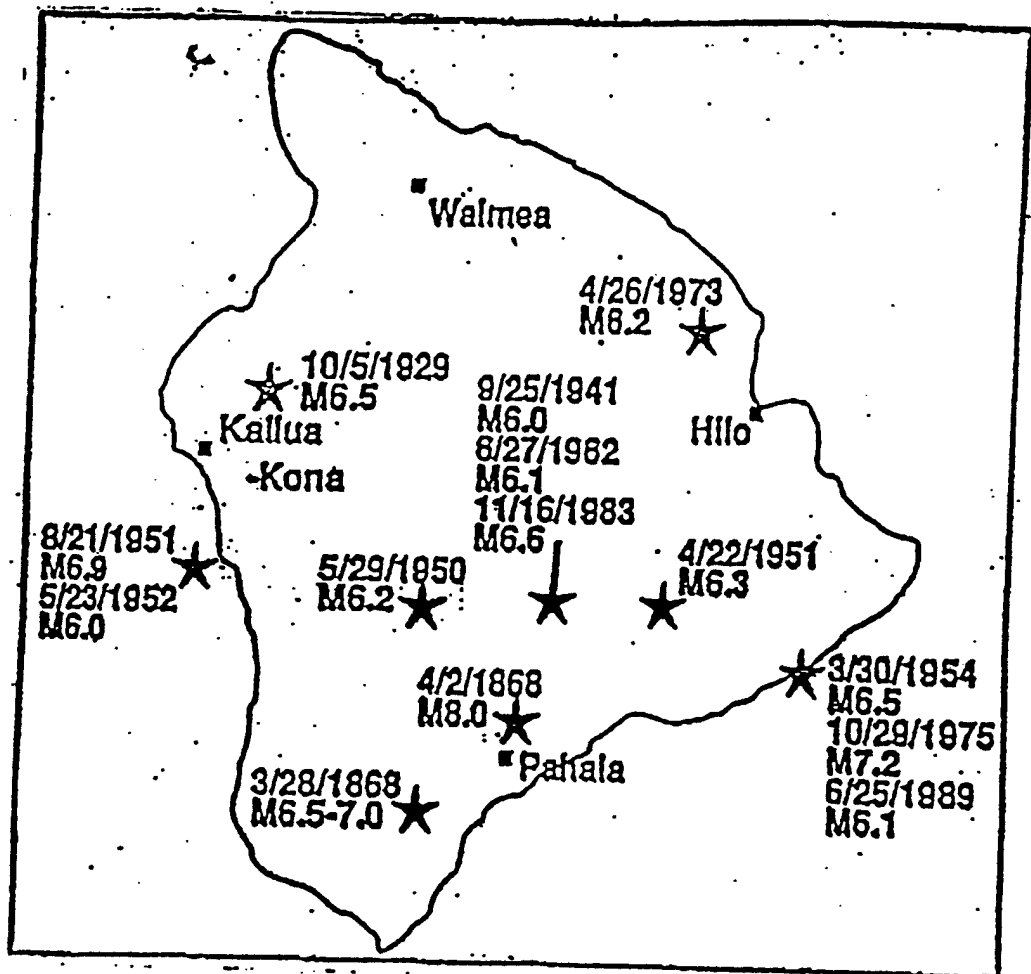 Waimea
4/26/1973
M6.2
10/5/1929
M6.5
9/25/1941
M6.0
6/27/1962
M6.1
11/16/1983
M6.6
Kailua
-Kona
Hilo
8/21/1951
M6.9
5/23/1952
M6.0
5/29/1950
M6.2
4/22/1951
M6.3
4/2/1868
M8.0
3/30/1954
M6.5
10/29/1975
M7.2
6/25/1989
M6.1
Pahala
3/28/1868
M6.5-7.0